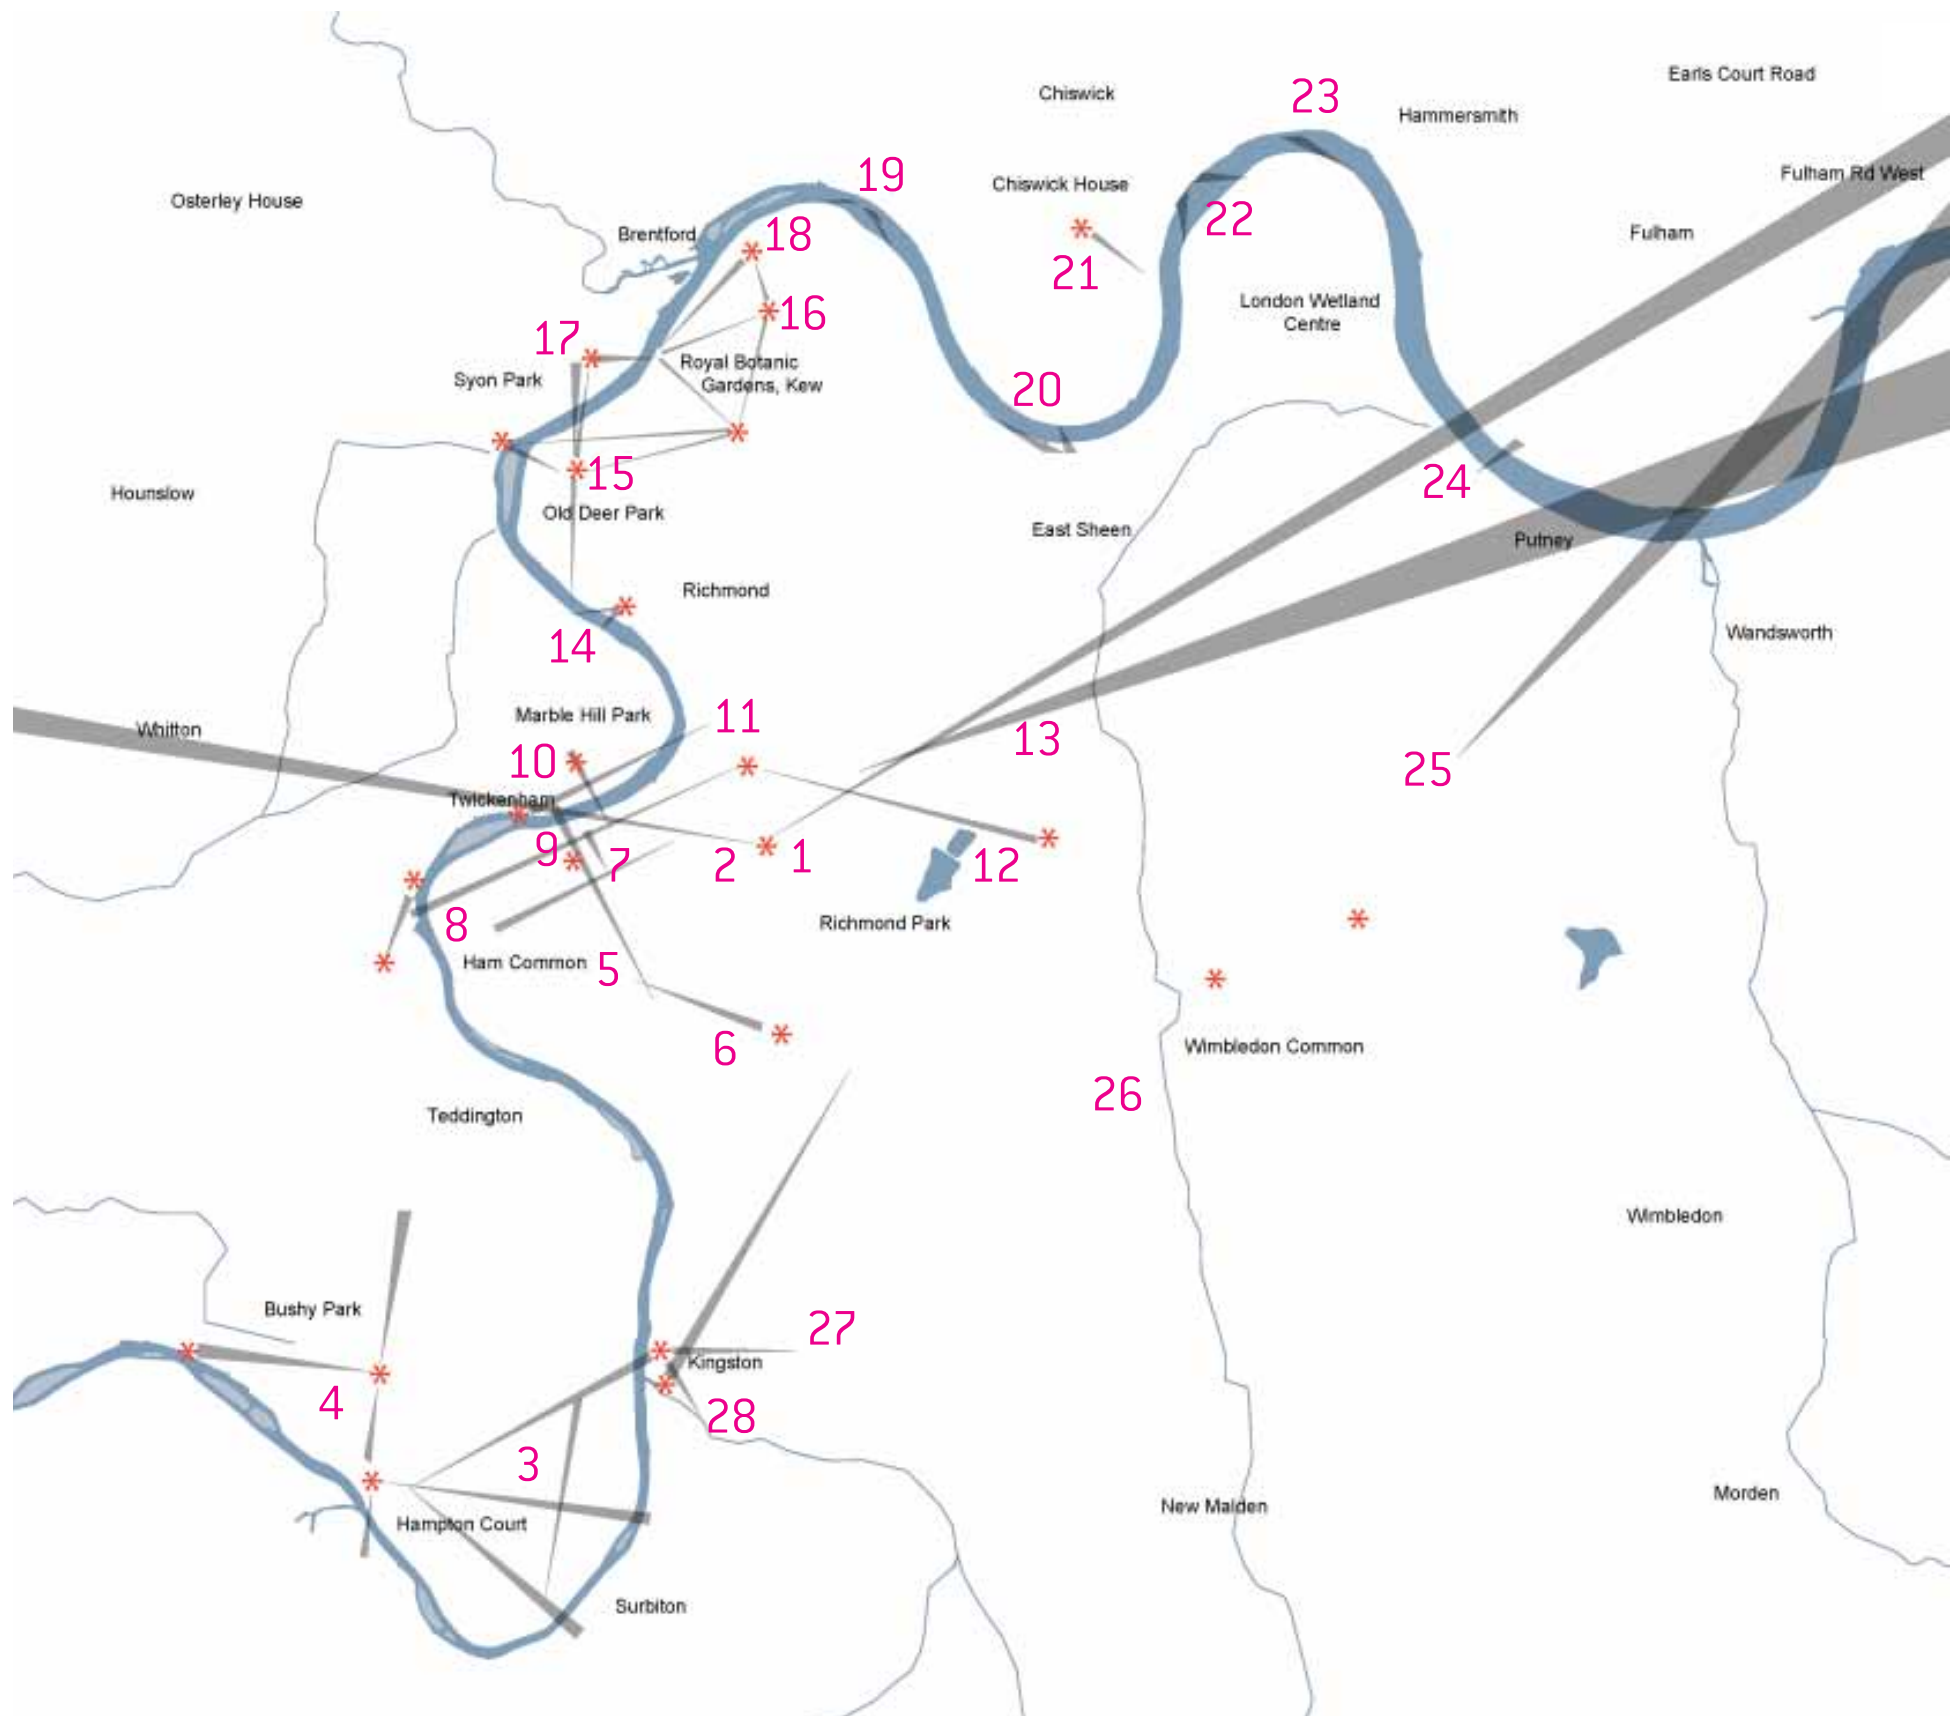 Earls Court Road
Chiswick
23
Hammersmith
19
Fulham Rd West
Chiswick House
Osterley House
22
Brentford
18
Fulham
21
London Wetland
Centre
16
17
Royal Botanic
Gardens, Kew
Syon Park
20
15
24
Hounslow
Old Deer Park
East Sheen
Putney
Richmond
14
Wandsworth
Marble Hill Park
11
Whitton
13
10
25
Twickenham
9
7
2
1
12
8
Richmond Park
Ham Common
5
6
Wimbledon Common
26
Teddington
Wimbledon
Bushy Park
27
Kingston
4
28
3
Morden
New Malden
Hampton Court
Surbiton